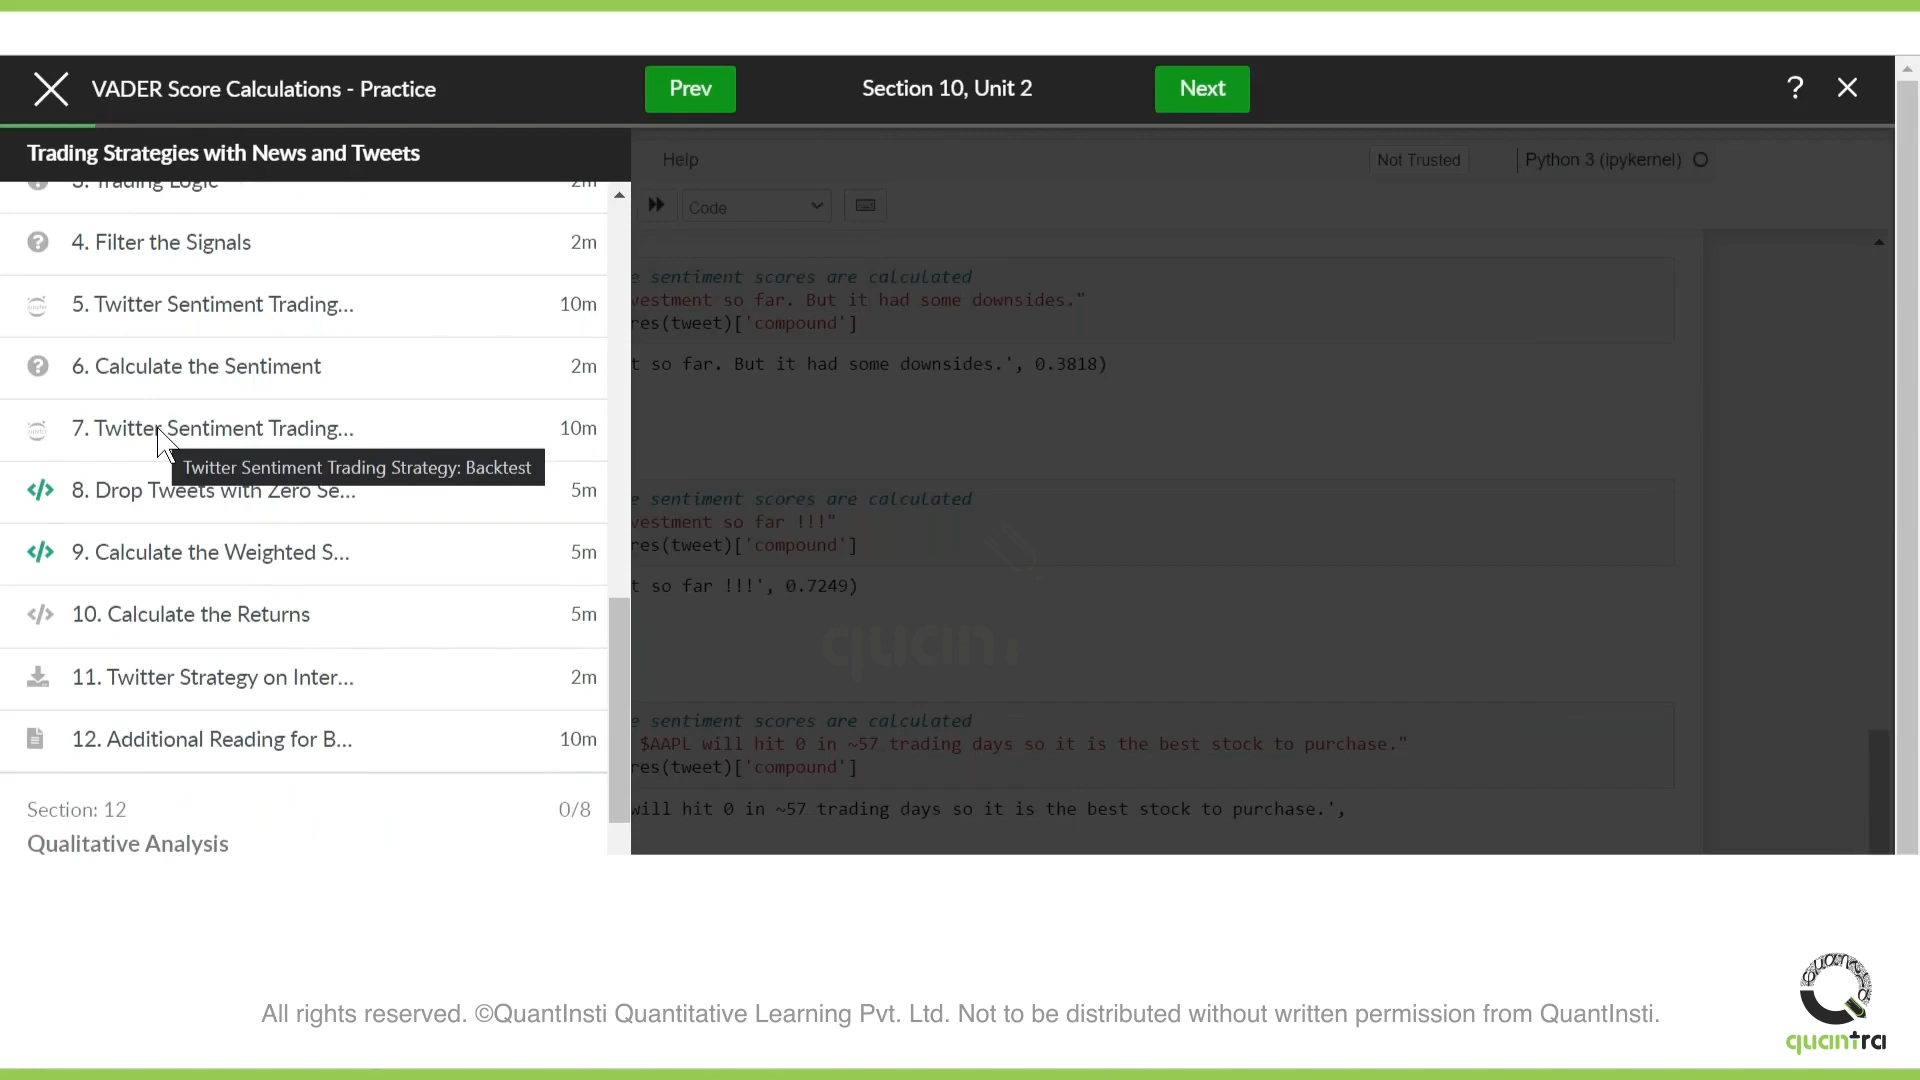 VADER Score Calculations - Practice
Prev
Section 10, Unit 2
Next
?
Trading Strategies with News and Tweets
3. Trading Logic 2m
4. Filter the Signals 2m
5. Twitter Sentiment Trading... 10m
6. Calculate the Sentiment 2m
7. Twitter Sentiment Trading... 10m
Twitter Sentiment Trading Strategy: Backtest
8. Drop Tweets with Zero Se... 5m
9. Calculate the Weighted S... 5m
10. Calculate the Returns 5m
11. Twitter Strategy on Inter... 2m
12. Additional Reading for B... 10m
Section: 12 0/8
Qualitative Analysis
Help
Not Trusted
Python 3 (ipykernel)
Code
e sentiment scores are calculated
vestment so far. But it had some downsides."
res(tweet)['compound']
t so far. But it had some downsides.', 0.3818)
e sentiment scores are calculated
vestment so far !!!"
res(tweet)['compound']
t so far !!!', 0.7249)
e sentiment scores are calculated
$AAPL will hit 0 in ~57 trading days so it is the best stock to purchase."
res(tweet)['compound']
will hit 0 in ~57 trading days so it is the best stock to purchase.',
All rights reserved. ©QuantInsti Quantitative Learning Pvt. Ltd. Not to be distributed without written permission from QuantInsti.
quantra